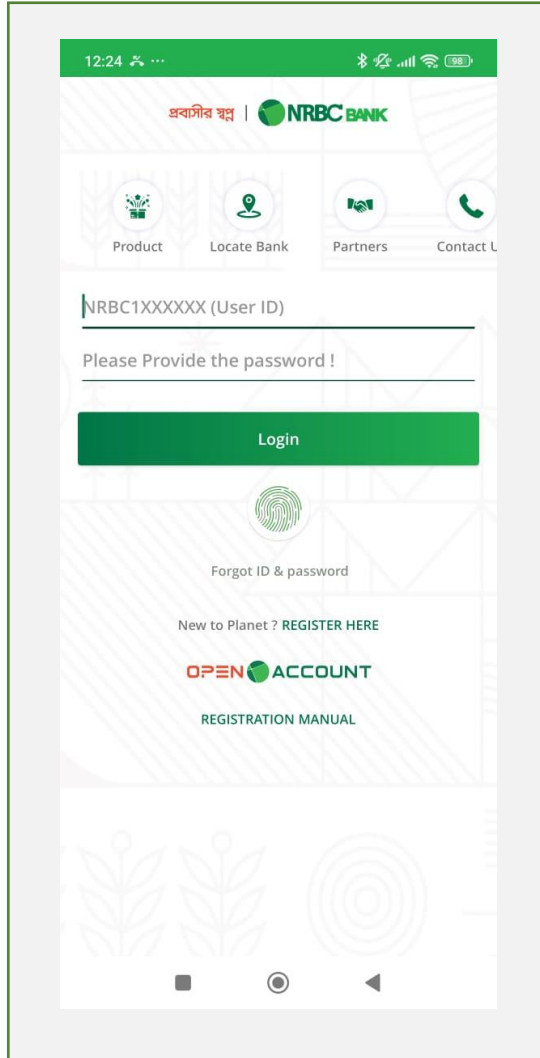 12:24 ... 98
প্রবাসীর স্বপ্ন | NRBC BANK
Product Locate Bank Partners Contact U
NRBC1XXXXXX (User ID)
Please Provide the password !
Login
Forgot ID & password
New to Planet ? REGISTER HERE
OPEN ACCOUNT
REGISTRATION MANUAL